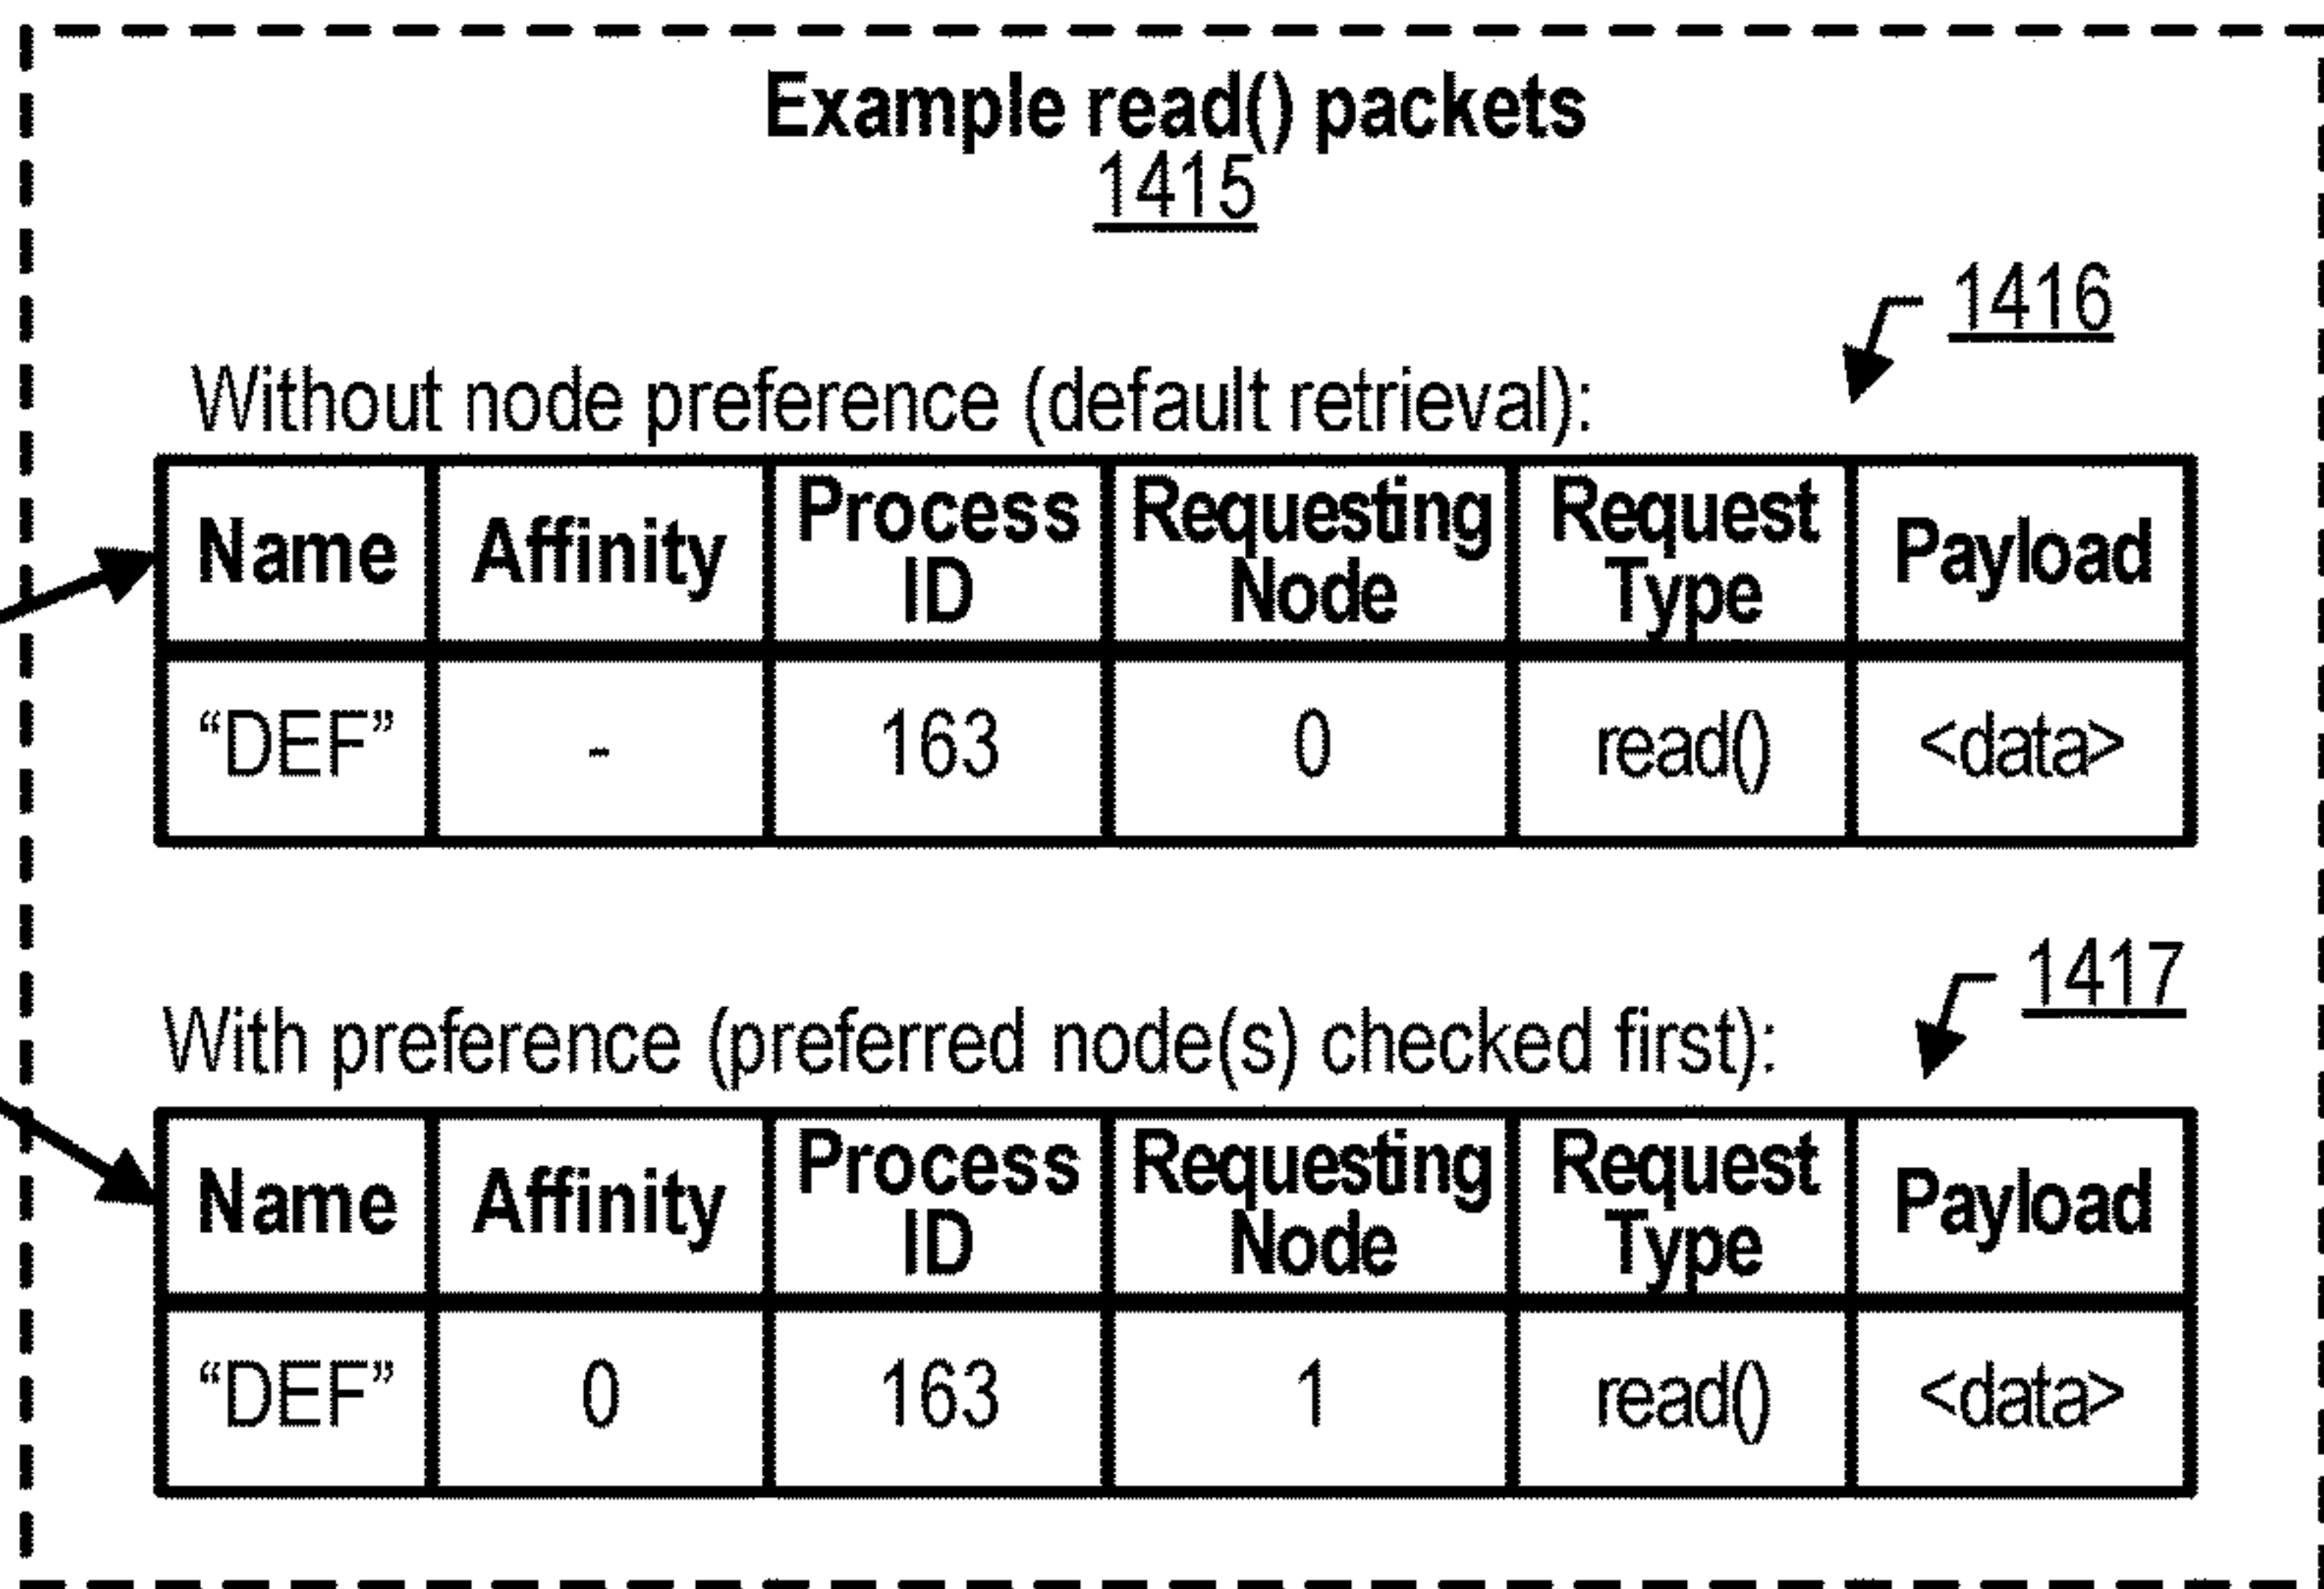 Example read() packets
1415
1416
Without node preference (default retrieval):
Name Affinity Process ID Requesting Node Request Type Payload
“DEF” - 163 0 read() <data>
1417
With preference (preferred node(s) checked first):
Name Affinity Process ID Requesting Node Request Type Payload
“DEF” 0 163 1 read() <data>